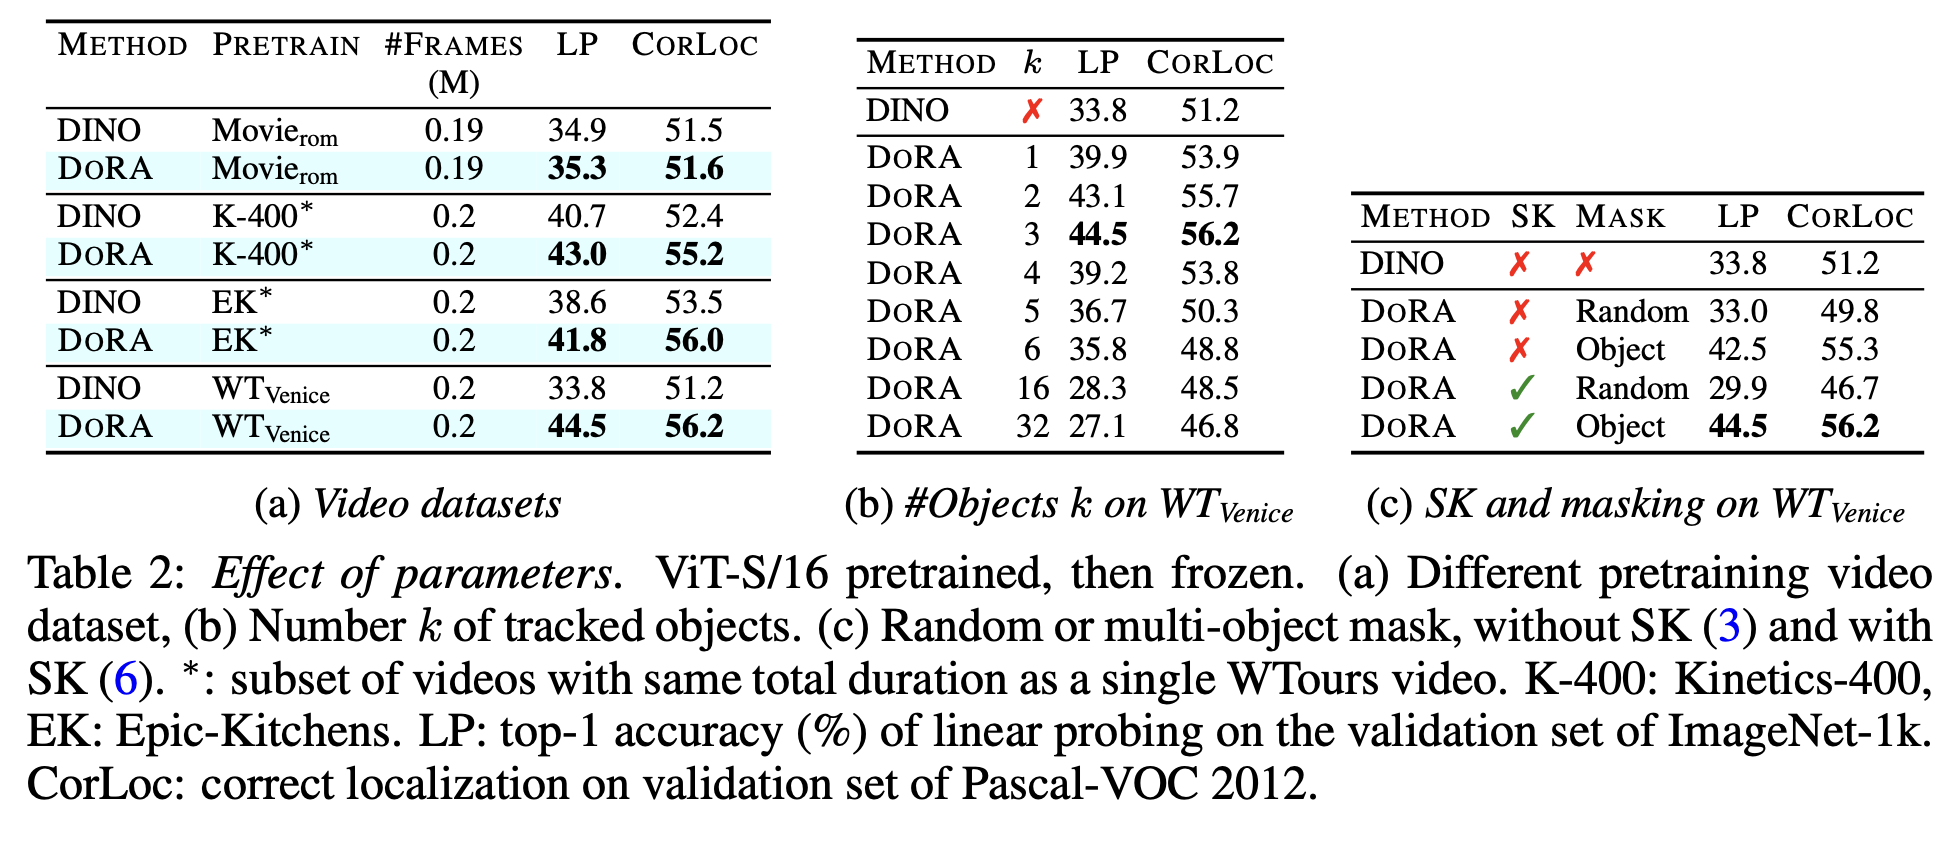 METHOD PRETRAIN #FRAMES LP CORLOC
(M)
DINO Movierom 0.19 34.9 51.5
DORA Movierom 0.19 35.3 51.6
DINO K-400* 0.2 40.7 52.4
DORA K-400* 0.2 43.0 55.2
DINO EK* 0.2 38.6 53.5
DORA EK* 0.2 41.8 56.0
DINO WTVenice 0.2 33.8 51.2
DORA WTVenice 0.2 44.5 56.2
(a) Video datasets
METHOD k LP CORLOC
DINO ✗ 33.8 51.2
DORA 1 39.9 53.9
DORA 2 43.1 55.7
DORA 3 44.5 56.2
DORA 4 39.2 53.8
DORA 5 36.7 50.3
DORA 6 35.8 48.8
DORA 16 28.3 48.5
DORA 32 27.1 46.8
(b) #Objects k on WTVenice
METHOD SK MASK LP CORLOC
DINO ✗ ✗ 33.8 51.2
DORA ✗ Random 33.0 49.8
DORA ✗ Object 42.5 55.3
DORA ✓ Random 29.9 46.7
DORA ✓ Object 44.5 56.2
(c) SK and masking on WTVenice
Table 2: Effect of parameters. ViT-S/16 pretrained, then frozen. (a) Different pretraining video
dataset, (b) Number k of tracked objects. (c) Random or multi-object mask, without SK (3) and with
SK (6). *: subset of videos with same total duration as a single WTours video. K-400: Kinetics-400,
EK: Epic-Kitchens. LP: top-1 accuracy (%) of linear probing on the validation set of ImageNet-1k.
CorLoc: correct localization on validation set of Pascal-VOC 2012.